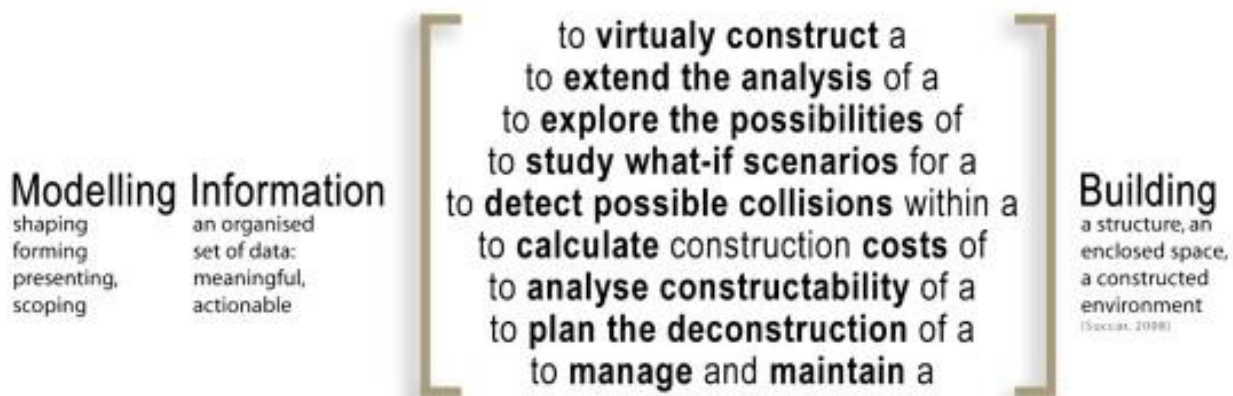 Modelling
shaping
forming
presenting,
scoping
Information
an organised
set of data:
meaningful,
actionable
to virtualy construct a
to extend the analysis of a
to explore the possibilities of
to study what-if scenarios for a
to detect possible collisions within a
to calculate construction costs of
to analyse constructability of a
to plan the deconstruction of a
to manage and maintain a
Building
a structure, an
enclosed space,
a constructed
environment
(Succar, 2008)